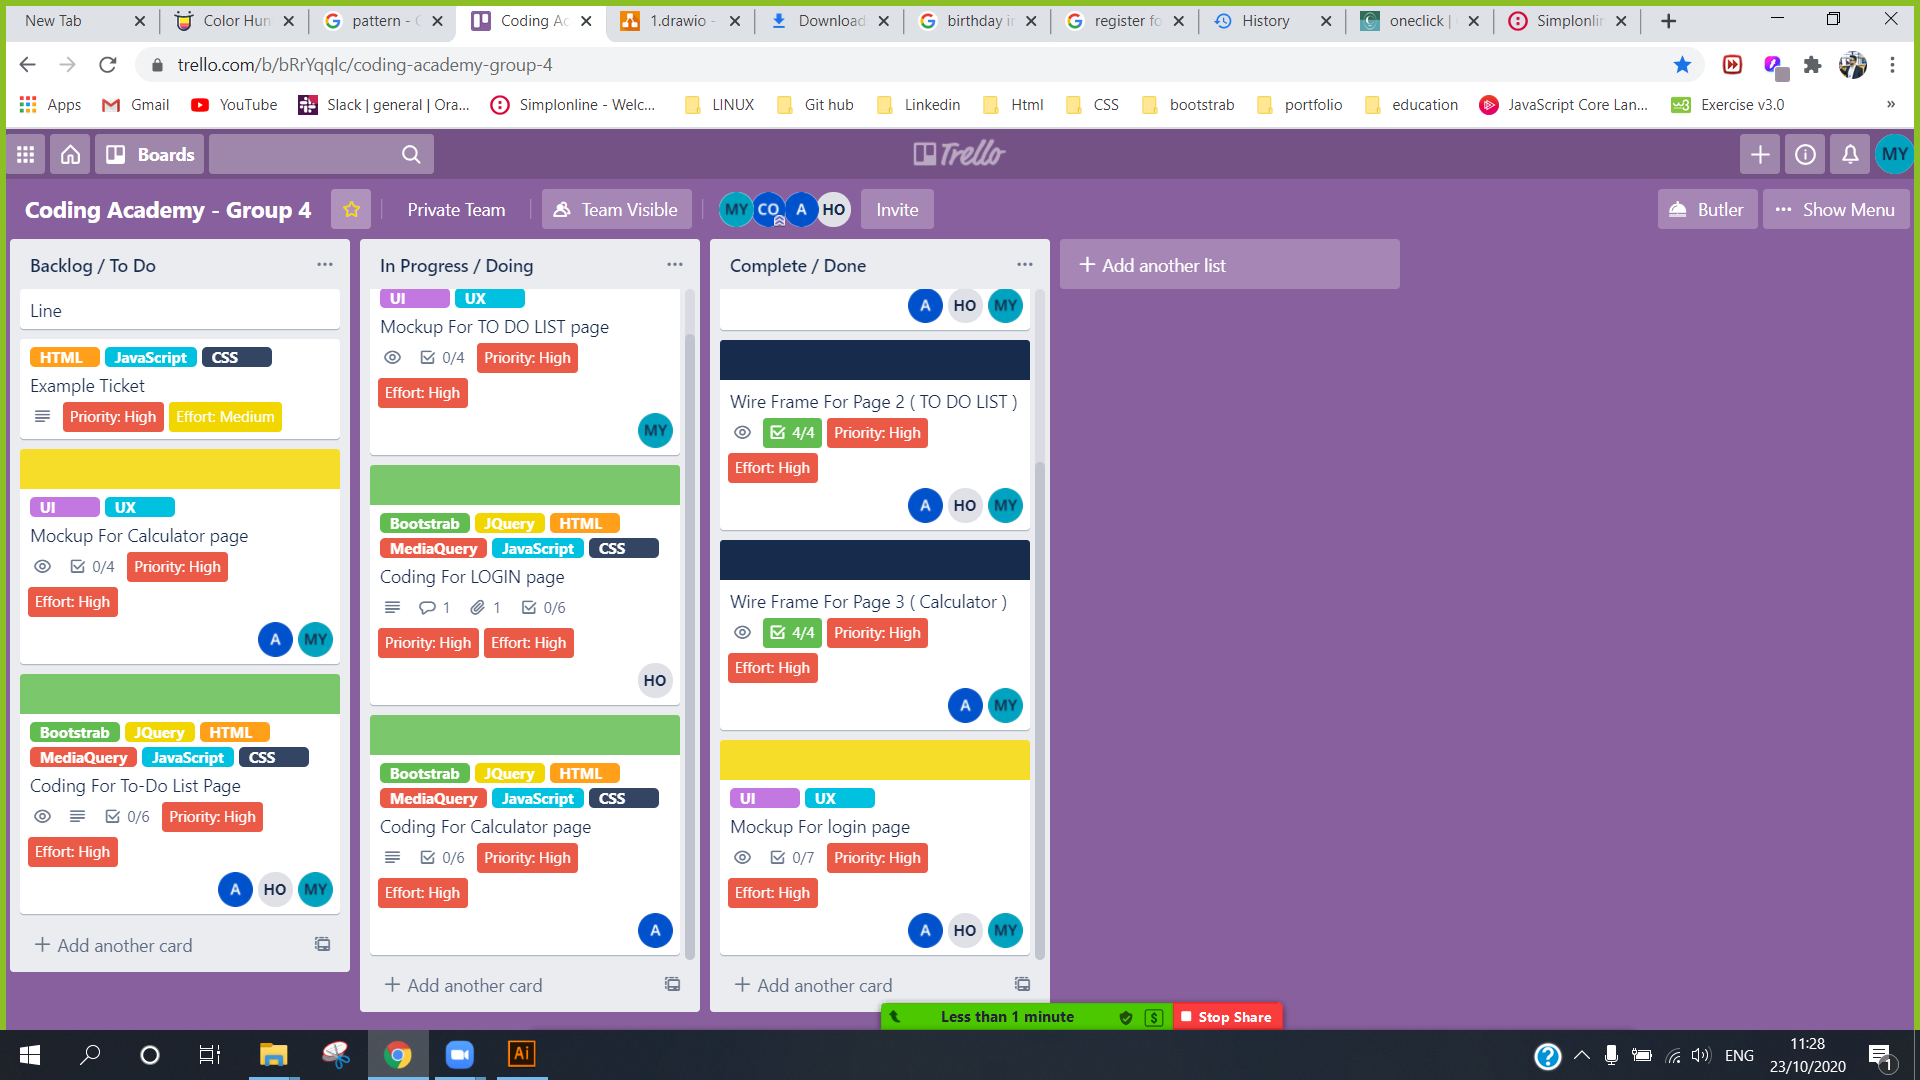 New Tab
Color Hun
pattern - G
Coding Ac
1.drawio -
Download
birthday in
register fo
History
oneclick |
Simplonlin
trello.com/b/bRrYqqlc/coding-academy-group-4
Apps
Gmail
YouTube
Slack | general | Ora...
Simplonline - Welc...
LINUX
Git hub
Linkedin
Html
CSS
bootstrab
portfolio
education
JavaScript Core Lan...
Exercise v3.0
»
Boards
Trello
MY
Coding Academy - Group 4
Private Team
Team Visible
MY CO A HO
Invite
Butler
Show Menu
Backlog / To Do
Line
HTML JavaScript CSS
Example Ticket
Priority: High Effort: Medium
UI UX
Mockup For Calculator page
0/4 Priority: High
Effort: High
A MY
Bootstrab JQuery HTML
MediaQuery JavaScript CSS
Coding For To-Do List Page
0/6 Priority: High
Effort: High
A HO MY
+ Add another card
In Progress / Doing
UI UX
Mockup For TO DO LIST page
0/4 Priority: High
Effort: High
MY
Bootstrab JQuery HTML
MediaQuery JavaScript CSS
Coding For LOGIN page
1 1 0/6
Priority: High Effort: High
HO
Bootstrab JQuery HTML
MediaQuery JavaScript CSS
Coding For Calculator page
0/6 Priority: High
Effort: High
A
+ Add another card
Complete / Done
A HO MY
Wire Frame For Page 2 ( TO DO LIST )
4/4 Priority: High
Effort: High
A HO MY
Wire Frame For Page 3 ( Calculator )
4/4 Priority: High
Effort: High
A MY
UI UX
Mockup For login page
0/7 Priority: High
Effort: High
A HO MY
+ Add another card
+ Add another list
Less than 1 minute
$
Stop Share
Ai
ENG
11:28
23/10/2020
1